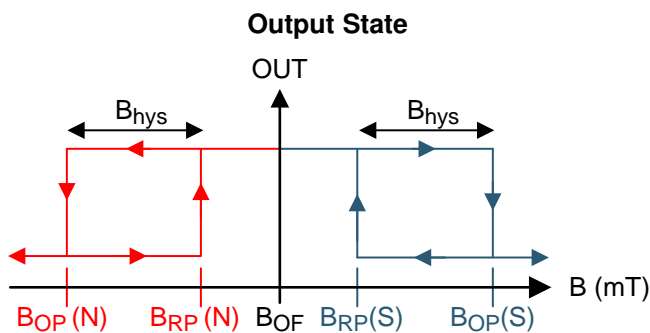 Output State
OUT
Bhys Bhys
B (mT)
BOP (N) BRP (N) BOF BRP(S) BOP(S)